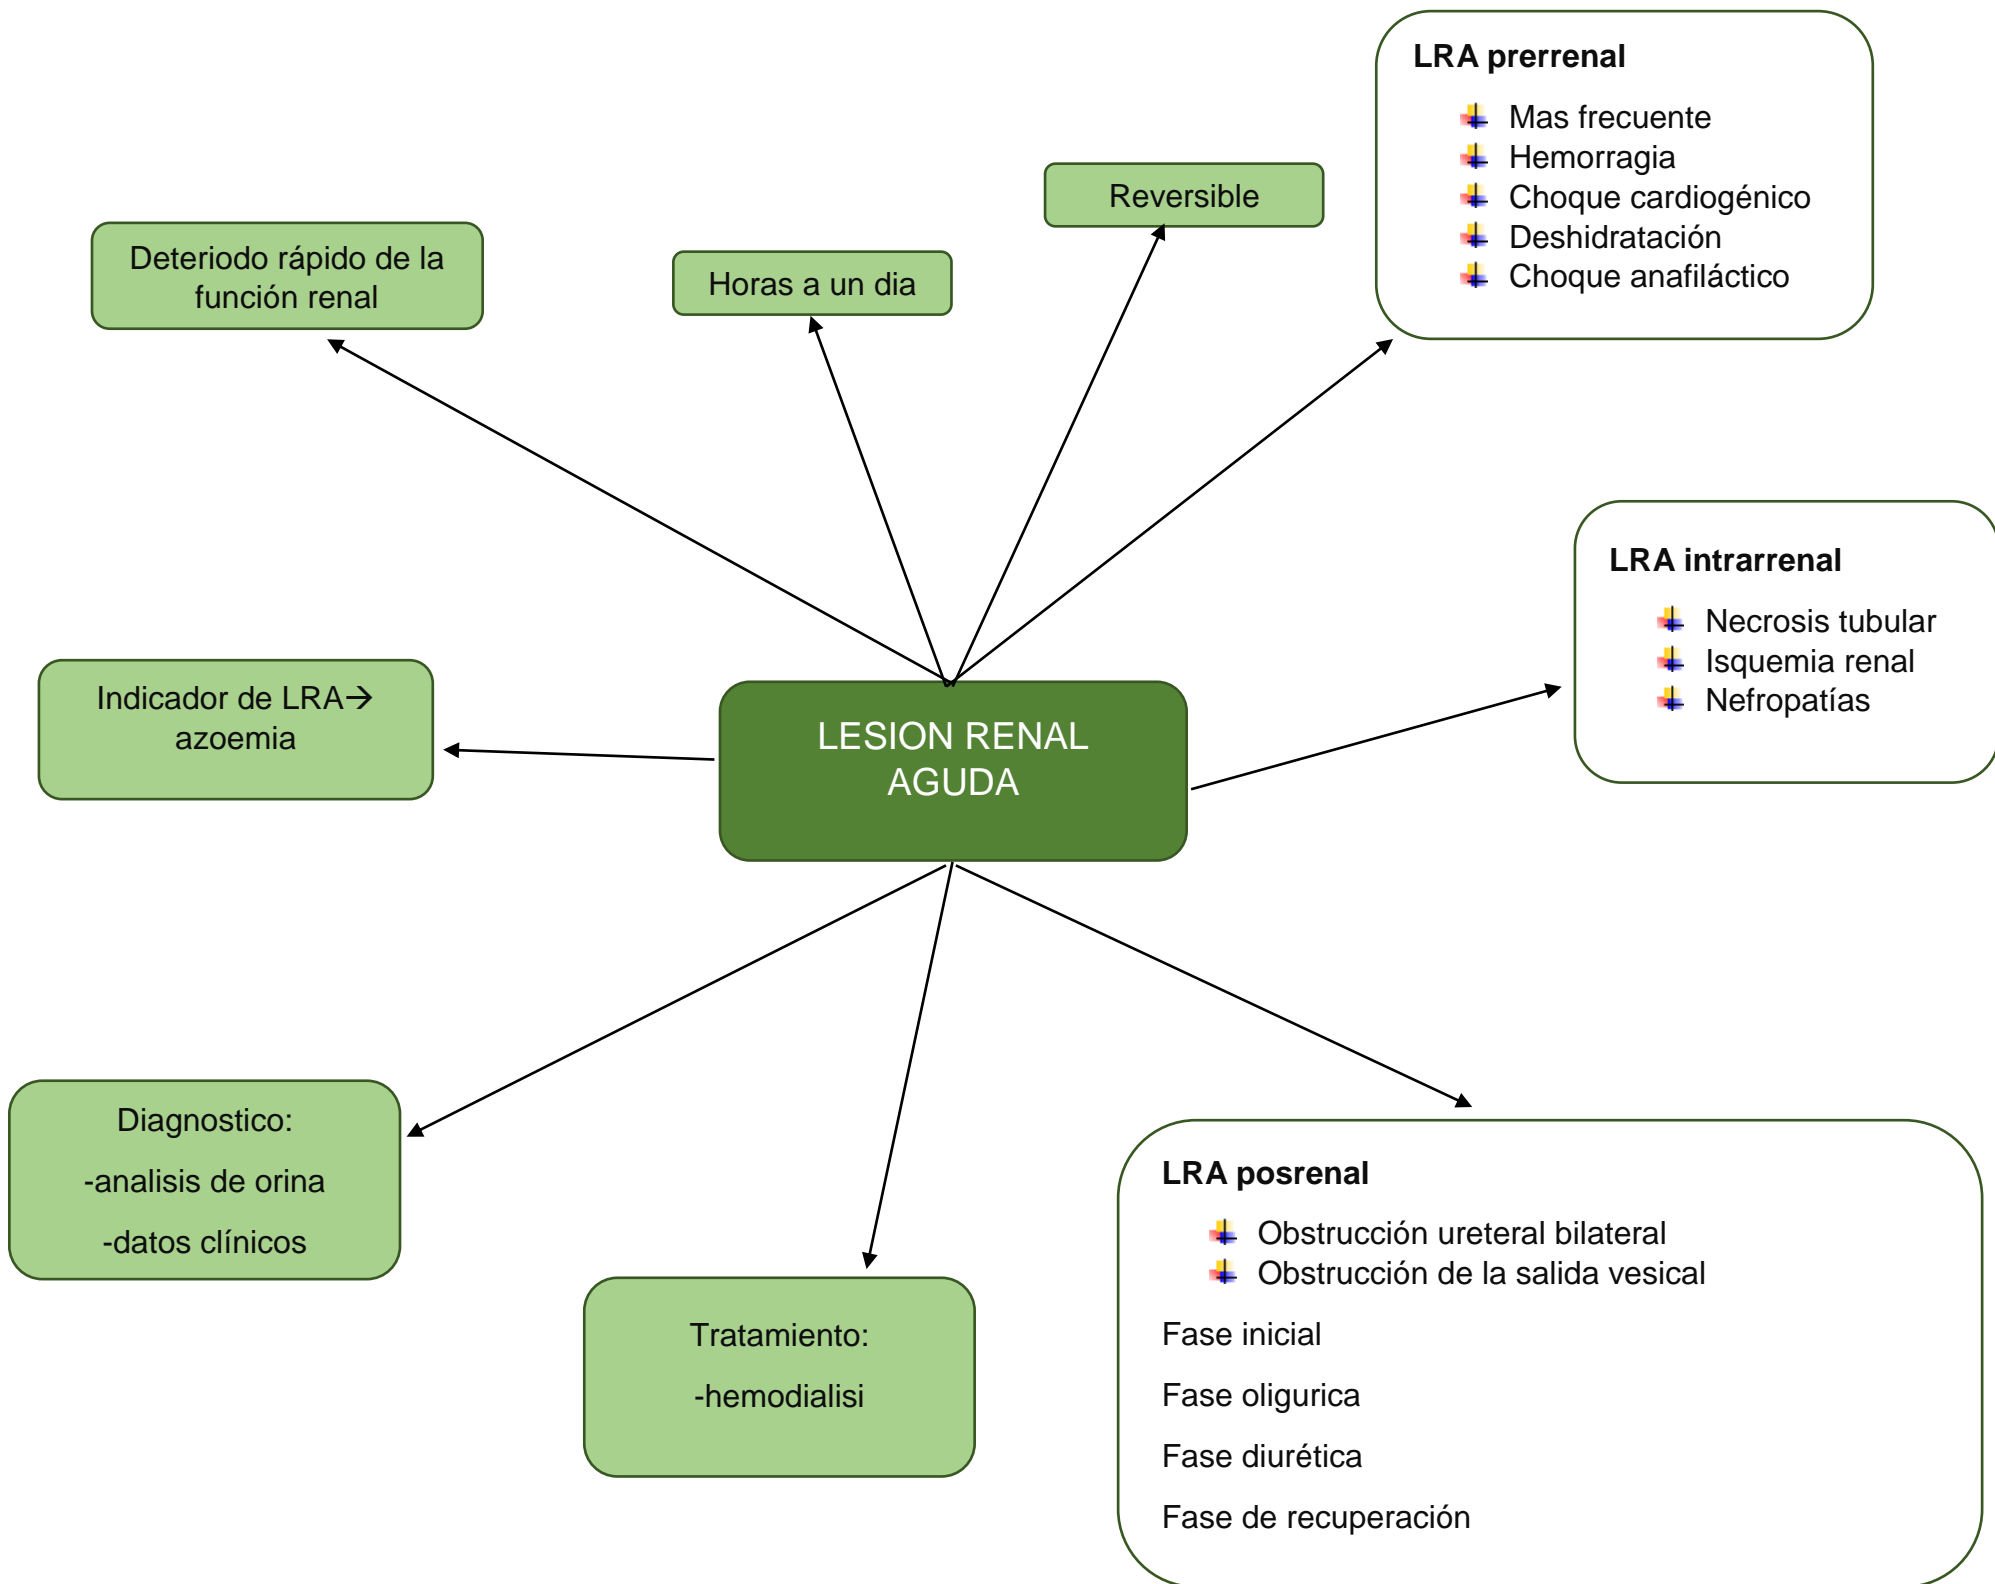 LRA prerrenal
Mas frecuente
Hemorragia
Choque cardiogénico
Deshidratación
Choque anafiláctico
Reversible
Deteriodo rápido de la
función renal
Horas a un dia
LRA intrarrenal
Necrosis tubular
Isquemia renal
Nefropatías
Indicador de LRA→
azoemia
LESION RENAL
AGUDA
Diagnostico:
-analisis de orina
-datos clínicos
Tratamiento:
-hemodialisi
LRA posrenal
Obstrucción ureteral bilateral
Obstrucción de la salida vesical
Fase inicial
Fase oligurica
Fase diurética
Fase de recuperación